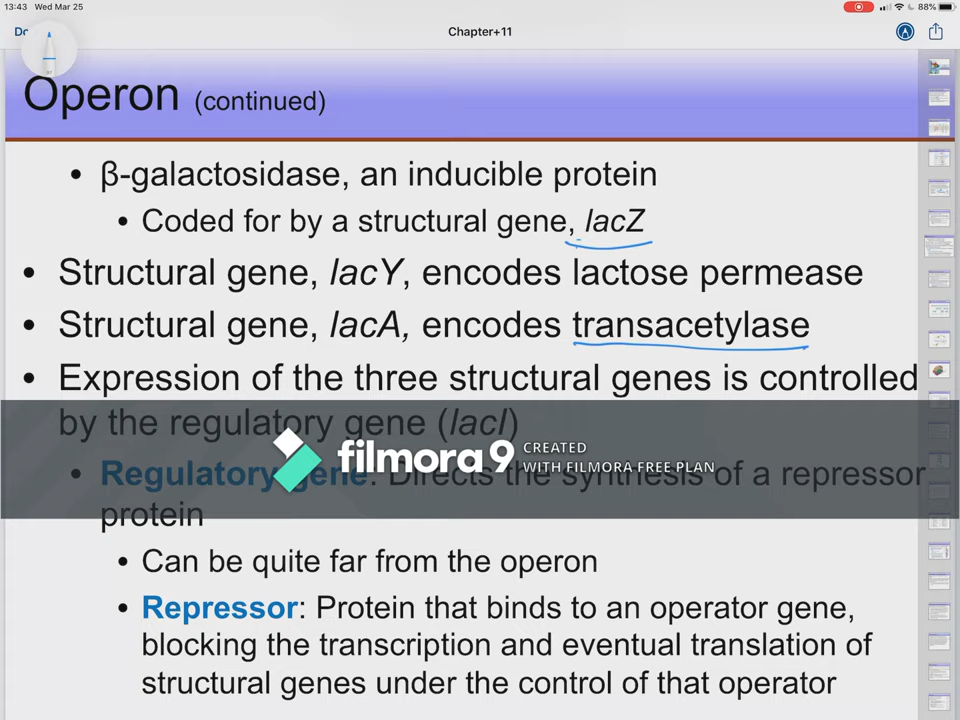 13:43 Wed Mar 25
88%
Chapter+11
Operon (continued)
• β-galactosidase, an inducible protein
• Coded for by a structural gene, lacZ
• Structural gene, lacY, encodes lactose permease
• Structural gene, lacA, encodes transacetylase
• Expression of the three structural genes is controlled
by the regulatory gene (lacI)
filmora9 CREATED
WITH FILMORA FREE PLAN
• Regulatory gene: Directs the synthesis of a repressor
protein
• Can be quite far from the operon
• Repressor: Protein that binds to an operator gene,
blocking the transcription and eventual translation of
structural genes under the control of that operator